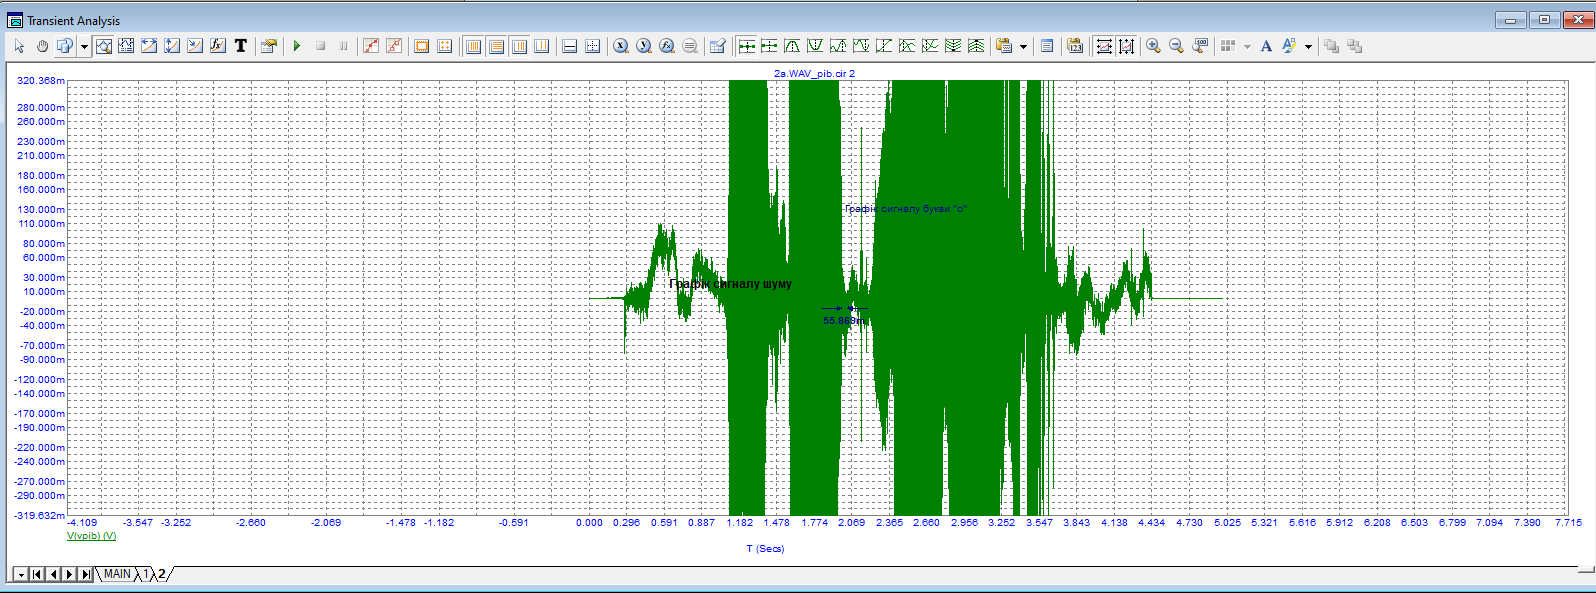 Transient Analysis
2a.WAV_pib.cir 2
320.368m
280.000m
260.000m
230.000m
210.000m
180.000m
160.000m
130.000m
110.000m
80.000m
60.000m
30.000m
10.000m
-20.000m
-40.000m
-70.000m
-90.000m
-120.000m
-140.000m
-170.000m
-190.000m
-220.000m
-240.000m
-270.000m
-290.000m
-319.632m
Графік сигналу букви "о"
Графік сигналу шуму
55.869m
-4.109 -3.547 -3.252 -2.660 -2.069 -1.478 -1.182 -0.591 0.000 0.296 0.591 0.887 1.182 1.478 1.774 2.069 2.365 2.660 2.956 3.252 3.547 3.843 4.138 4.434 4.730 5.025 5.321 5.616 5.912 6.208 6.503 6.799 7.094 7.390 7.715
V(vpib) (V)
T (Secs)
MAIN 1 2